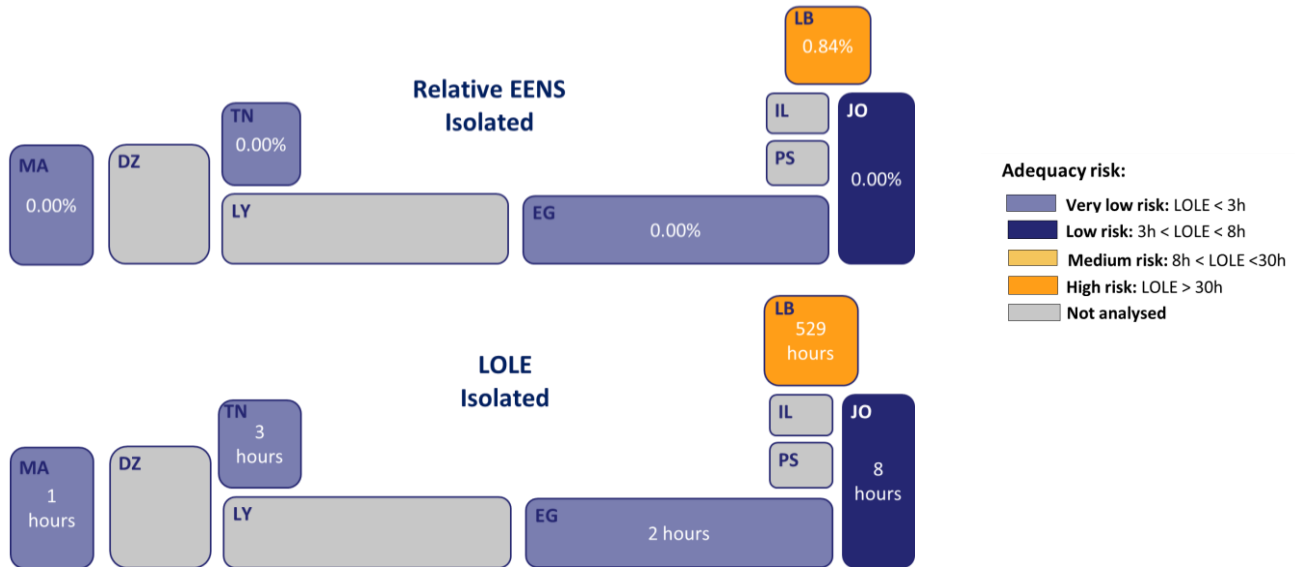 Relative EENS
Isolated
LB
0.84%
TN
0.00%
IL
JO
0.00%
MA
0.00%
DZ
PS
LY
EG
0.00%
Adequacy risk:
Very low risk: LOLE < 3h
Low risk: 3h < LOLE < 8h
Medium risk: 8h < LOLE <30h
High risk: LOLE > 30h
Not analysed
LOLE
Isolated
LB
529
hours
TN
3
hours
IL
JO
8
hours
MA
1
hours
DZ
PS
LY
EG
2 hours